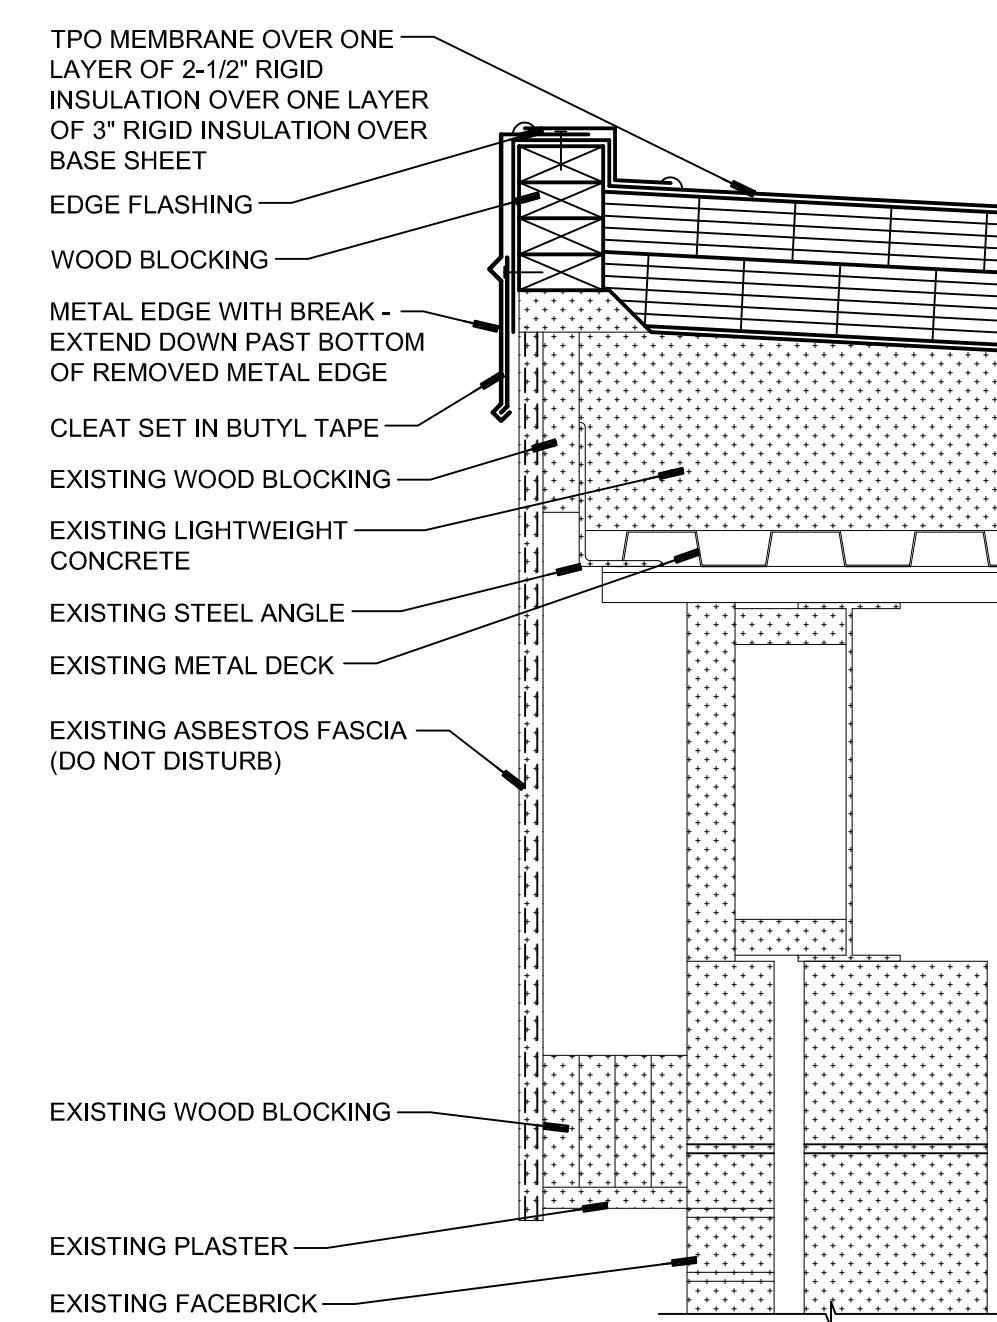 TPO MEMBRANE OVER ONE
LAYER OF 2-1/2" RIGID
INSULATION OVER ONE LAYER
OF 3" RIGID INSULATION OVER
BASE SHEET
EDGE FLASHING
WOOD BLOCKING
METAL EDGE WITH BREAK -
EXTEND DOWN PAST BOTTOM
OF REMOVED METAL EDGE
CLEAT SET IN BUTYL TAPE
EXISTING WOOD BLOCKING
EXISTING LIGHTWEIGHT
CONCRETE
EXISTING STEEL ANGLE
EXISTING METAL DECK
EXISTING ASBESTOS FASCIA
(DO NOT DISTURB)
EXISTING WOOD BLOCKING
EXISTING PLASTER
EXISTING FACEBRICK